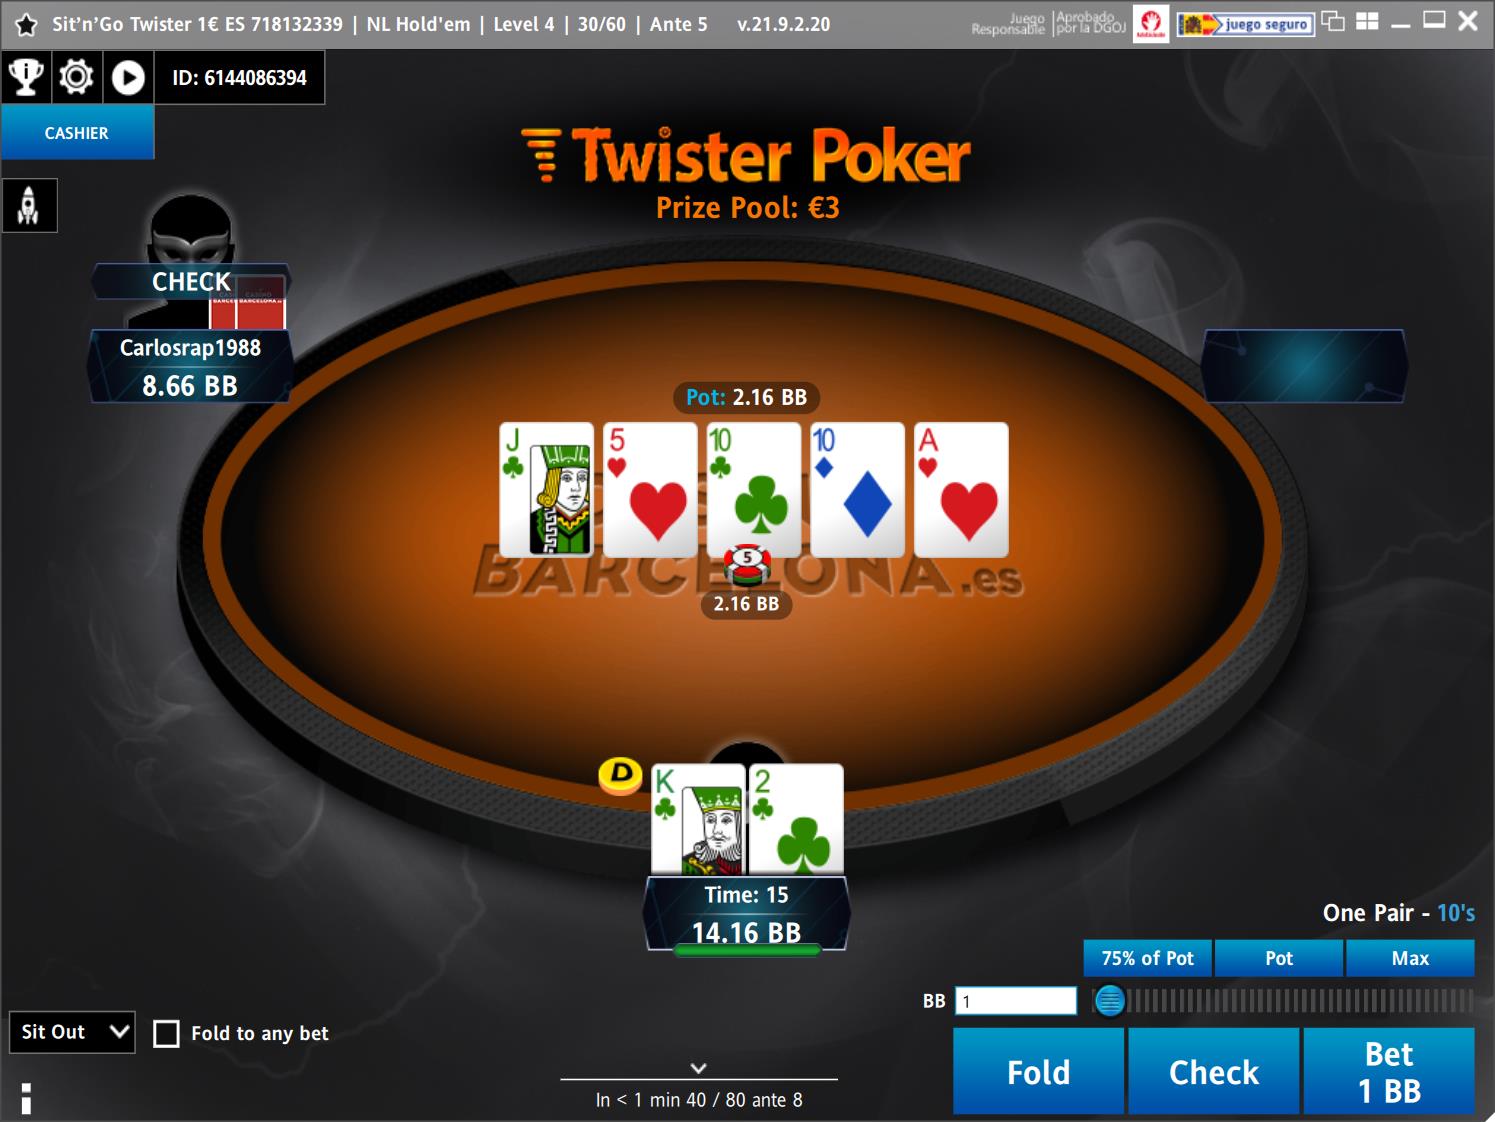 Sit'n'Go Twister 1€ ES 718132339 | NL Hold'em | Level 4 | 30/60 | Ante 5 v.21.9.2.20
Juego Responsable
Aprobado por la DGOJ
juego seguro
ID: 6144086394
CASHIER
Twister Poker
Prize Pool: €3
CHECK
Carlosrap1988
8.66 BB
Pot: 2.16 BB
J
5
10
10
A
BARCELONA.es
5
2.16 BB
D
K
2
Time: 15
14.16 BB
One Pair - 10's
75% of Pot
Pot
Max
BB 1
Sit Out
Fold to any bet
Fold
Check
Bet
1 BB
In < 1 min 40 / 80 ante 8